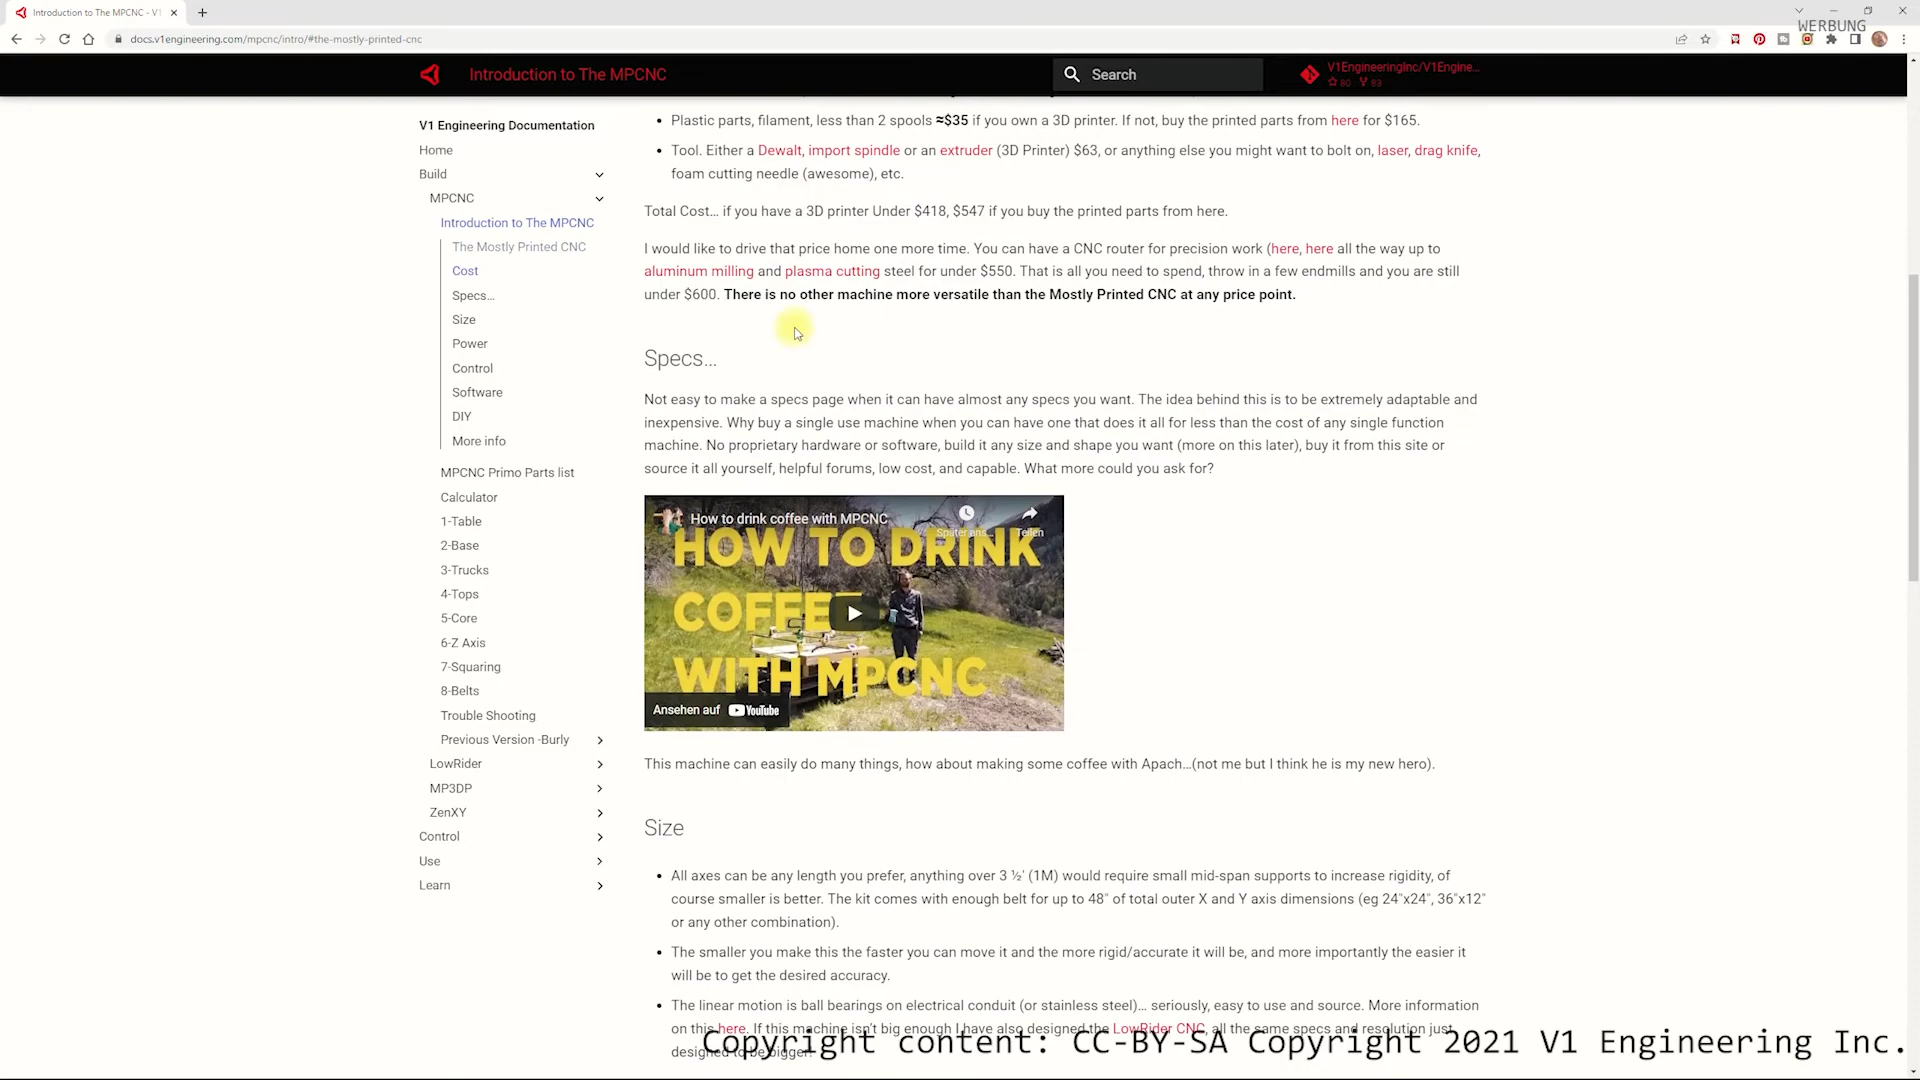 Introduction to The MPCNC - V1
WERBUNG
docs.v1engineering.com/mpcnc/intro/#the-mostly-printed-cnc
Introduction to The MPCNC
Search
V1EngineeringInc/V1Engine...
80 83
V1 Engineering Documentation
Home
Build
MPCNC
Introduction to The MPCNC
The Mostly Printed CNC
Cost
Specs...
Size
Power
Control
Software
DIY
More info
MPCNC Primo Parts list
Calculator
1-Table
2-Base
3-Trucks
4-Tops
5-Core
6-Z Axis
7-Squaring
8-Belts
Trouble Shooting
Previous Version -Burly
LowRider
MP3DP
ZenXY
Control
Use
Learn
• Plastic parts, filament, less than 2 spools ≈$35 if you own a 3D printer. If not, buy the printed parts from here for $165.
• Tool. Either a Dewalt, import spindle or an extruder (3D Printer) $63, or anything else you might want to bolt on, laser, drag knife,
foam cutting needle (awesome), etc.
Total Cost... if you have a 3D printer Under $418, $547 if you buy the printed parts from here.
I would like to drive that price home one more time. You can have a CNC router for precision work (here, here all the way up to
aluminum milling and plasma cutting steel for under $550. That is all you need to spend, throw in a few endmills and you are still
under $600. There is no other machine more versatile than the Mostly Printed CNC at any price point.
Specs...
Not easy to make a specs page when it can have almost any specs you want. The idea behind this is to be extremely adaptable and
inexpensive. Why buy a single use machine when you can have one that does it all for less than the cost of any single function
machine. No proprietary hardware or software, build it any size and shape you want (more on this later), buy it from this site or
source it all yourself, helpful forums, low cost, and capable. What more could you ask for?
How to drink coffee with MPCNC
Später ans... Teilen
HOW TO DRINK
COFFEE
WITH MPCNC
Ansehen auf YouTube
This machine can easily do many things, how about making some coffee with Apach...(not me but I think he is my new hero).
Size
• All axes can be any length you prefer, anything over 3 ½' (1M) would require small mid-span supports to increase rigidity, of
course smaller is better. The kit comes with enough belt for up to 48" of total outer X and Y axis dimensions (eg 24"x24", 36"x12"
or any other combination).
• The smaller you make this the faster you can move it and the more rigid/accurate it will be, and more importantly the easier it
will be to get the desired accuracy.
• The linear motion is ball bearings on electrical conduit (or stainless steel)... seriously, easy to use and source. More information
on this here. If this machine isn't big enough I have also designed the LowRider CNC, all the same specs and resolution just
designed to be bigger.
Copyright content: CC-BY-SA Copyright 2021 V1 Engineering Inc.